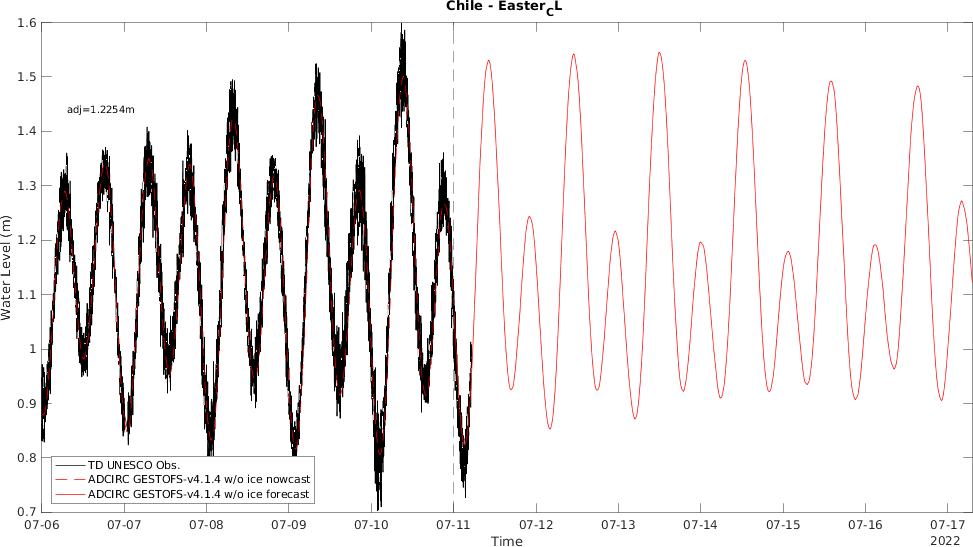 Chile - EasterCL
1.6
1.5
1.4
1.3
1.2
1.1
1
0.9
0.8
0.7
Water Level (m)
adj=1.2254m
TD UNESCO Obs.
ADCIRC GESTOFS-v4.1.4 w/o ice nowcast
ADCIRC GESTOFS-v4.1.4 w/o ice forecast
07-06 07-07 07-08 07-09 07-10 07-11 07-12 07-13 07-14 07-15 07-16 07-17
Time
2022